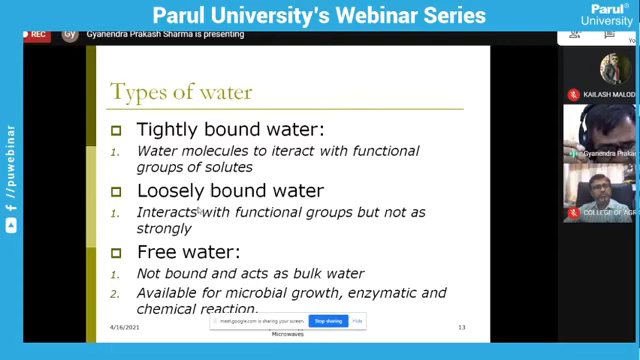 Parul University's Webinar Series
Parul®
University
REC
Gy
Gyanendra Prakash Sharma is presenting
Types of water
Tightly bound water:
1. Water molecules to iteract with functional
groups of solutes
Loosely bound water
1. Interacts with functional groups but not as
strongly
Free water:
1. Not bound and acts as bulk water
2. Available for microbial growth, enzymatic and
chemical reaction.
meet.google.com is sharing your screen.
Stop sharing
Hide
4/16/2021
Microwaves
13
KAILASH MALOD
Gyanendra Praka
COLLEGE OF AGR
/puwebinar